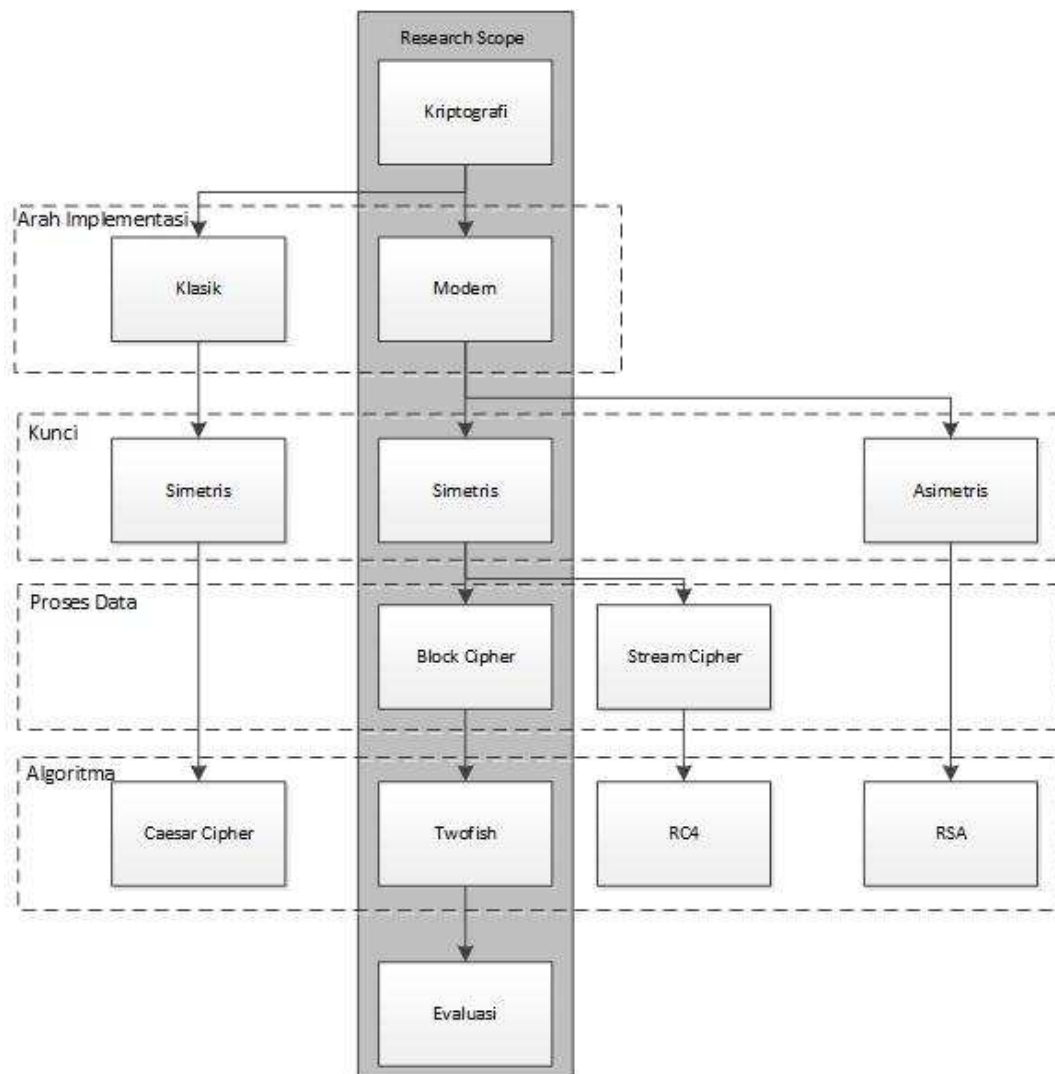 Research Scope
Kriptografi
Arah Implementasi
Klasik
Modern
Kunci
Simetris
Simetris
Asimetris
Proses Data
Block Cipher
Stream Cipher
Algoritma
Caesar Cipher
Twofish
RC4
RSA
Evaluasi